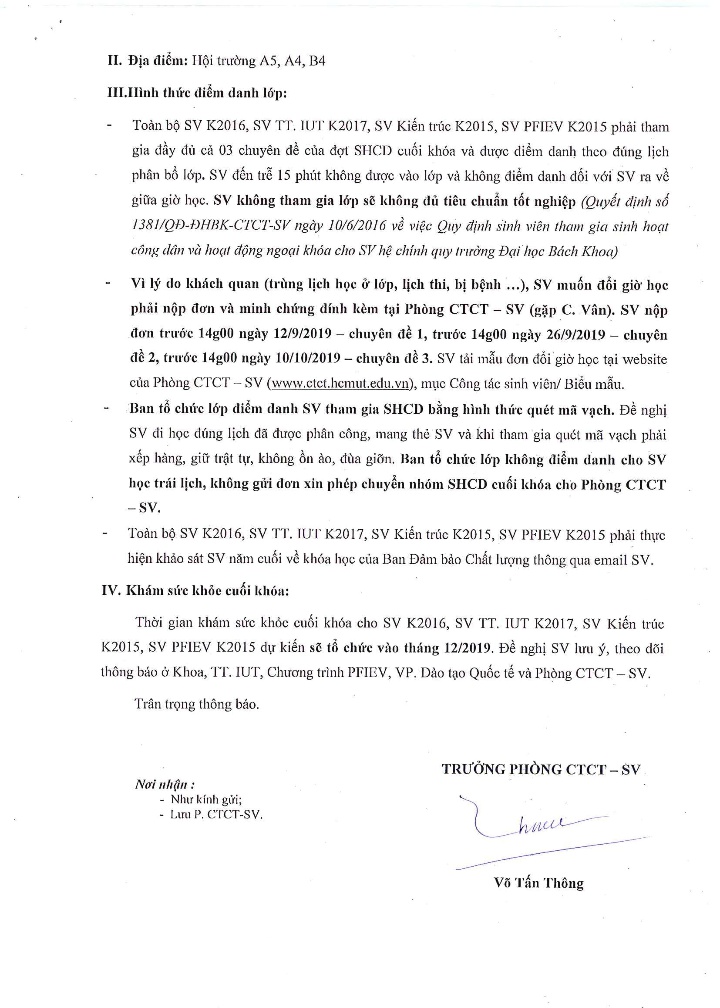 II. Địa điểm: Hội trường A5, A4, B4
III.Hình thức điểm danh lớp:
- Toàn bộ SV K2016, SV TT. IUT K2017, SV Kiến trúc K2015, SV PFIEV K2015 phải tham
gia đầy đủ cả 03 chuyên đề của đợt SHCD cuối khóa và được điểm danh theo đúng lịch
phân bổ lớp. SV đến trễ 15 phút không được vào lớp và không điểm danh đối với SV ra về
giữa giờ học. SV không tham gia lớp sẽ không đủ tiêu chuẩn tốt nghiệp (Quyết định số
1381/QĐ-ĐHBK-CTCT-SV ngày 10/6/2016 về việc Quy định sinh viên tham gia sinh hoạt
công dân và hoạt động ngoại khóa cho SV hệ chính quy trường Đại học Bách Khoa)
- Vì lý do khách quan (trùng lịch học ở lớp, lịch thi, bị bệnh ...), SV muốn đổi giờ học
phải nộp đơn và minh chứng đính kèm tại Phòng CTCT – SV (gặp C. Vân). SV nộp
đơn trước 14g00 ngày 12/9/2019 – chuyên đề 1, trước 14g00 ngày 26/9/2019 – chuyên
đề 2, trước 14g00 ngày 10/10/2019 – chuyên đề 3. SV tải mẫu đơn đổi giờ học tại website
của Phòng CTCT – SV (www.ctct.hcmut.edu.vn), mục Công tác sinh viên/ Biểu mẫu.
- Ban tổ chức lớp điểm danh SV tham gia SHCD bằng hình thức quét mã vạch. Đề nghị
SV đi học đúng lịch đã được phân công, mang thẻ SV và khi tham gia quét mã vạch phải
xếp hàng, giữ trật tự, không ồn ào, đùa giỡn. Ban tổ chức lớp không điểm danh cho SV
học trái lịch, không gửi đơn xin phép chuyển nhóm SHCD cuối khóa cho Phòng CTCT
– SV.
- Toàn bộ SV K2016, SV TT. IUT K2017, SV Kiến trúc K2015, SV PFIEV K2015 phải thực
hiện khảo sát SV năm cuối về khóa học của Ban Đảm bảo Chất lượng thông qua email SV.
IV. Khám sức khỏe cuối khóa:
Thời gian khám sức khỏe cuối khóa cho SV K2016, SV TT. IUT K2017, SV Kiến trúc
K2015, SV PFIEV K2015 dự kiến sẽ tổ chức vào tháng 12/2019. Đề nghị SV lưu ý, theo dõi
thông báo ở Khoa, TT. IUT, Chương trình PFIEV, VP. Đào tạo Quốc tế và Phòng CTCT – SV.
Trân trọng thông báo.
TRƯỞNG PHÒNG CTCT – SV
Nơi nhận :
- Như kính gửi;
- Lưu P. CTCT-SV.
Võ Tấn Thông